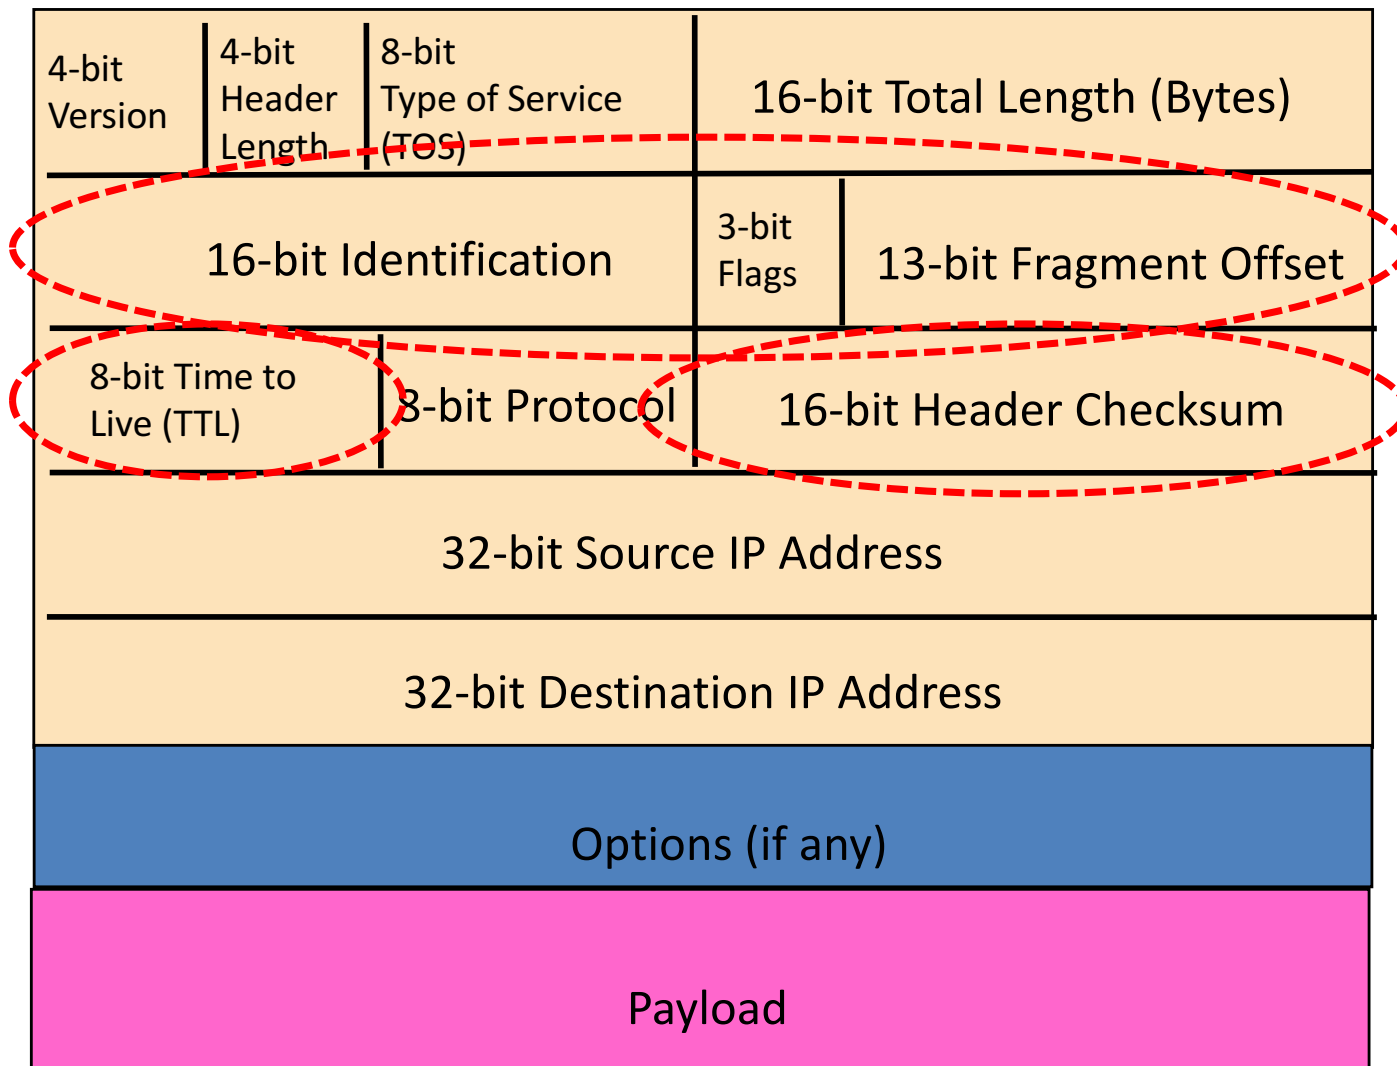 4-bit
Version
4-bit
Header
Length
8-bit
Type of Service
(TOS)
16-bit Total Length (Bytes)
16-bit Identification
3-bit
Flags
13-bit Fragment Offset
8-bit Time to
Live (TTL)
8-bit Protocol
16-bit Header Checksum
32-bit Source IP Address
32-bit Destination IP Address
Options (if any)
Payload